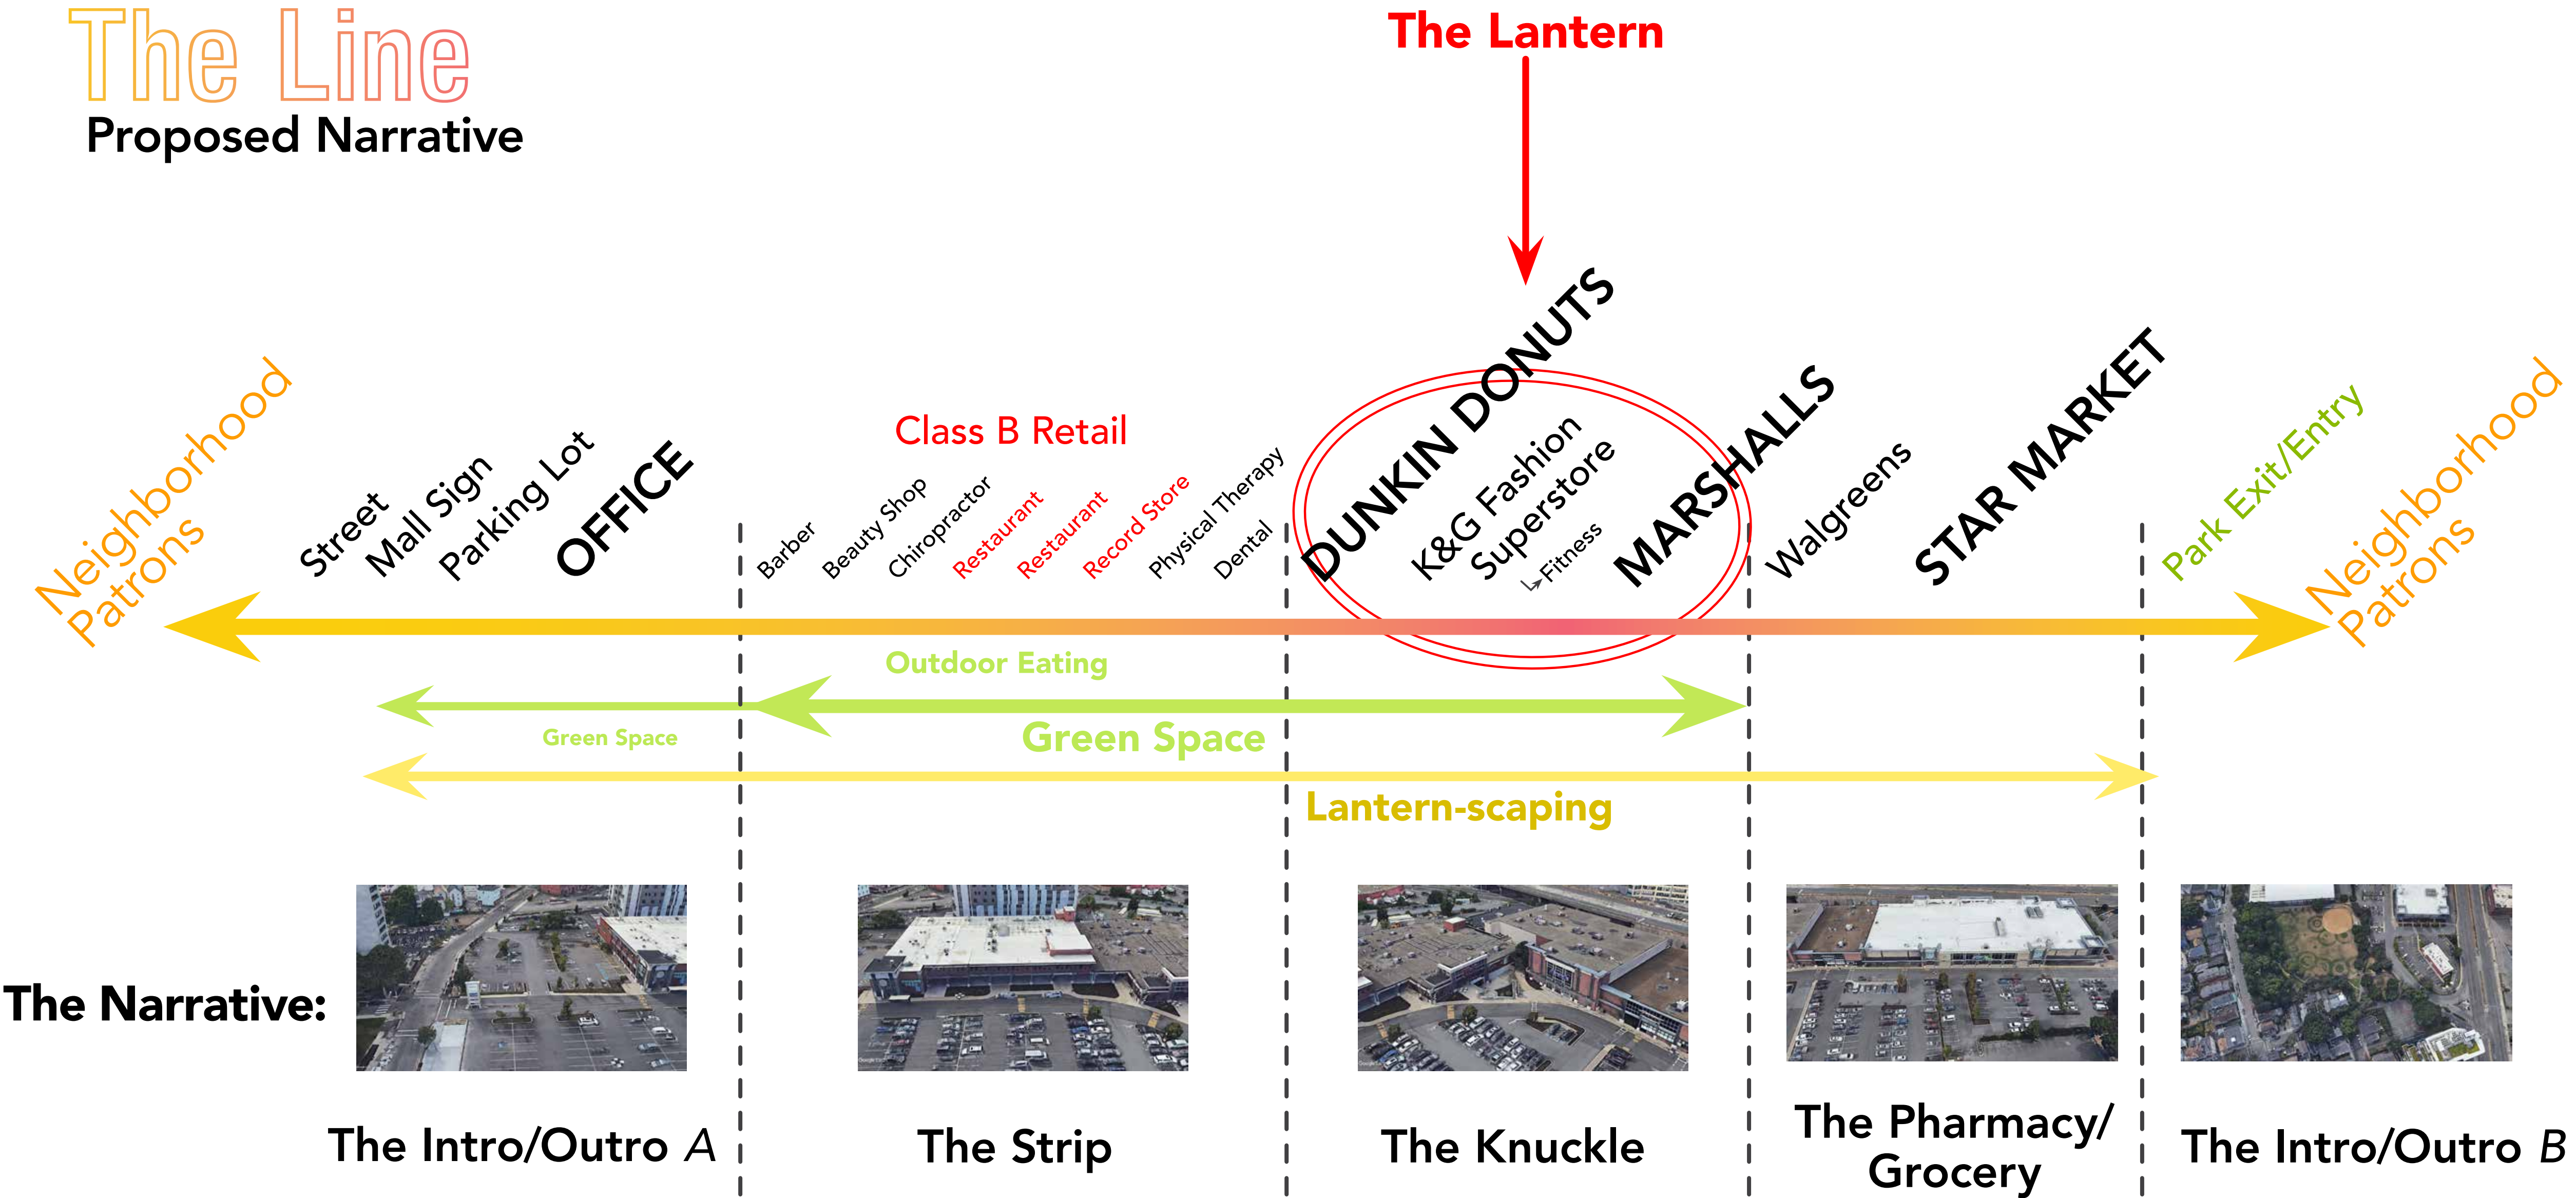 The Line
Proposed Narrative
The Lantern
Neighborhood
Patrons
Street
Mall Sign
Parking Lot
OFFICE
Class B Retail
Barber
Beauty Shop
Chiropractor
Restaurant
Restaurant
Record Store
Physical Therapy
Dental
DUNKIN DONUTS
K&G Fashion
Superstore
Fitness
MARSHALLS
Walgreens
STAR MARKET
Park Exit/Entry
Neighborhood
Patrons
Outdoor Eating
Green Space
Green Space
Lantern-scaping
The Narrative:
The Intro/Outro A
The Strip
The Knuckle
The Pharmacy/
Grocery
The Intro/Outro B